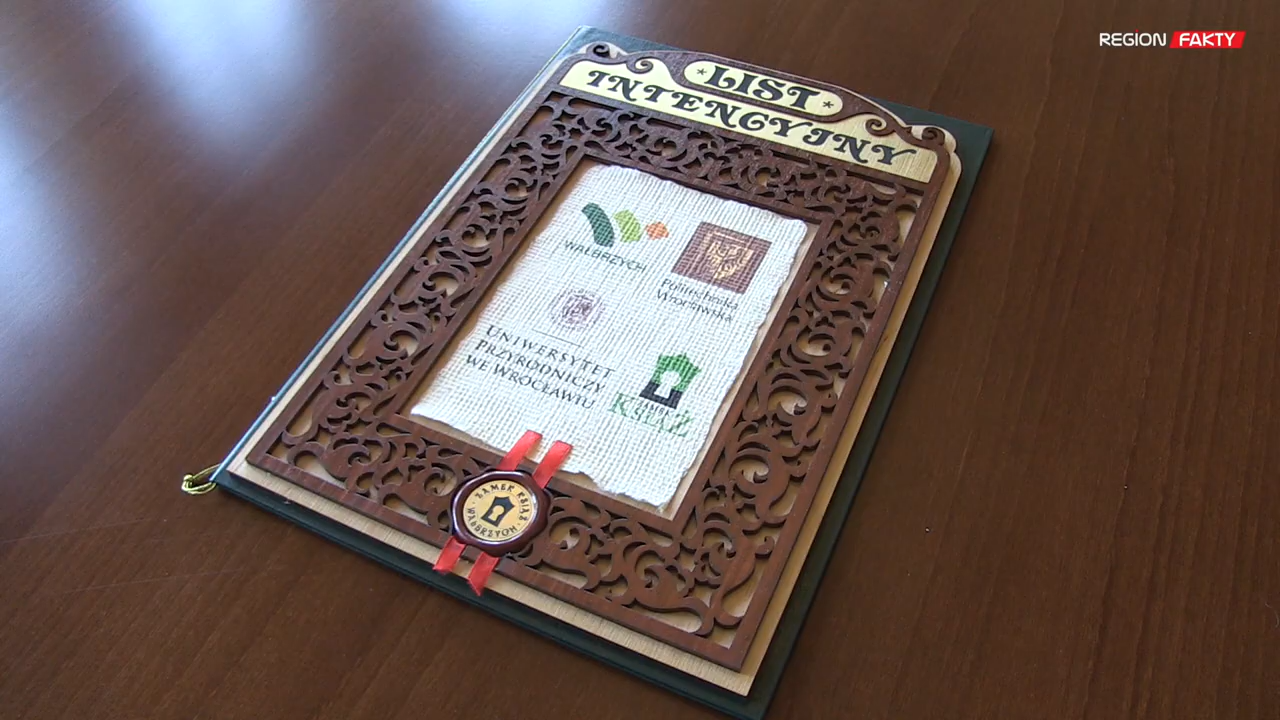 REGION FAKTY
* LIST *
INTENCYJNY
WAŁBRZYCH
Politechnika
Wrocławska
UNIWERSYTET
PRZYRODNICZY
WE WROCŁAWIU
ZAMEK
KSIĄŻ
ZAMEK KSIĄŻ
WAŁBRZYCH